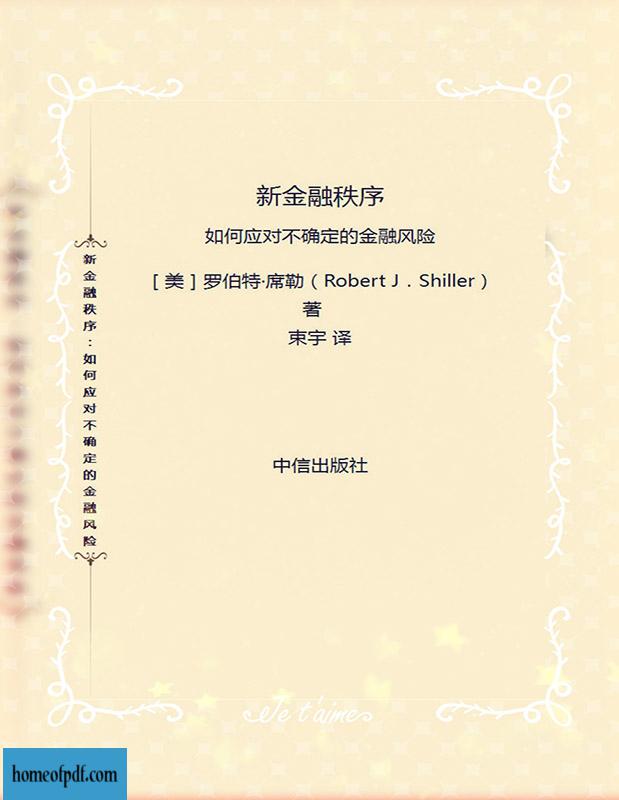 新金融秩序
如何应对不确定的金融风险
[ 美 ] 罗伯特·席勒（Robert J．Shiller）
著
束宇 译
中信出版社
新金融秩序：如何应对不确定的金融风险
Je t'aime
homeofpdf.com